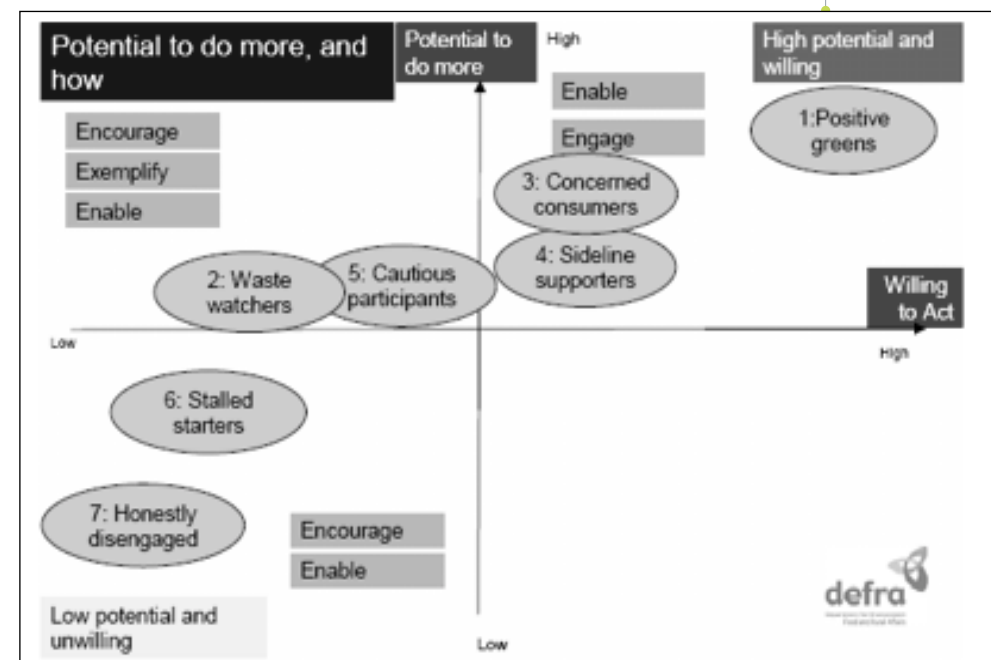 Potential to do more, and
how
Potential to
do more
High
High potential and
willing
Enable
Engage
1:Positive
greens
Encourage
Exemplify
Enable
3: Concerned
consumers
4: Sideline
supporters
2: Waste
watchers
5: Cautious
participants
Willing
to Act
Low
High
6: Stalled
starters
7: Honestly
disengaged
Encourage
Enable
defra
Low potential and
unwilling
Low